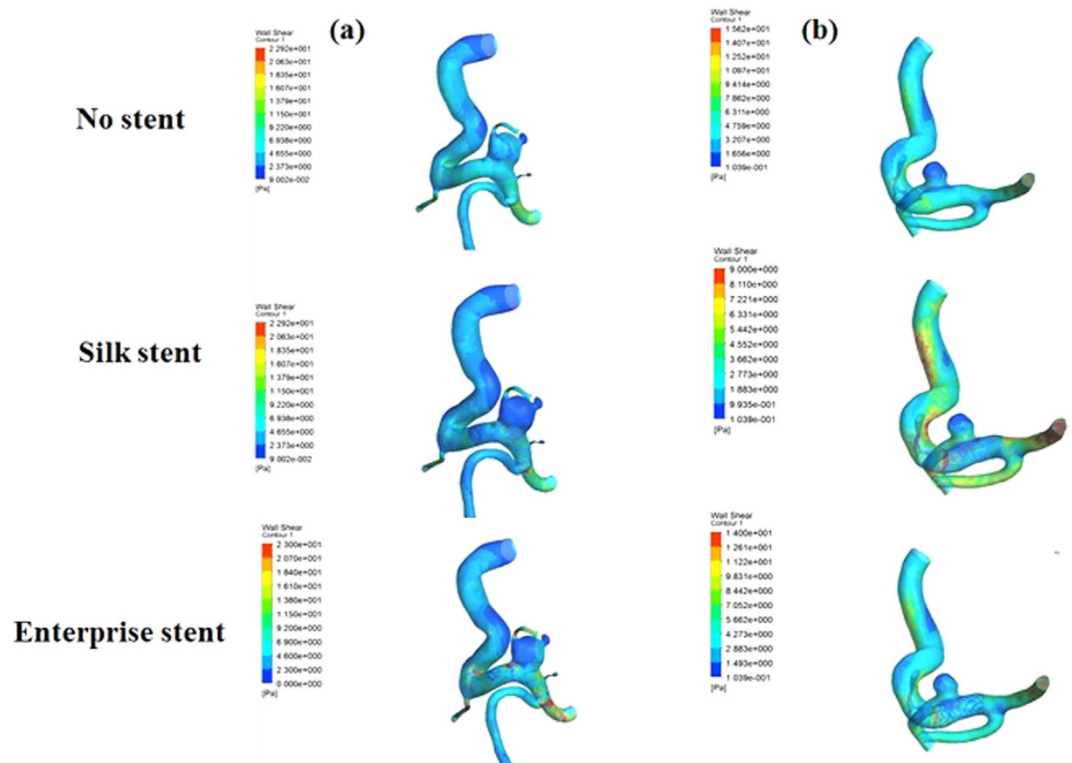 (a)
(b)
No stent
Wall Shear
Contour 1
2 292e+001
2 063e+001
1 835e+001
1 607e+001
1 379e+001
1 150e+001
9 220e+000
6 938e+000
4 655e+000
2 373e+000
9 002e-002
[Pa]
Wall Shear
Contour 1
1 562e+001
1 407e+001
1 252e+001
1 097e+001
9 414e+000
7 862e+000
6 311e+000
4 759e+000
3 207e+000
1 656e+000
1 039e-001
[Pa]
Silk stent
Wall Shear
Contour 1
2 292e+001
2 063e+001
1 835e+001
1 607e+001
1 379e+001
1 150e+001
9 220e+000
6 938e+000
4 655e+000
2 373e+000
9 002e-002
[Pa]
Wall Shear
Contour 1
9 000e+000
8 110e+000
7 221e+000
6 331e+000
5 442e+000
4 552e+000
3 662e+000
2 773e+000
1 883e+000
9 935e-001
1 039e-001
[Pa]
Enterprise stent
Wall Shear
Contour 1
2 300e+001
2 070e+001
1 840e+001
1 610e+001
1 380e+001
1 150e+001
9 200e+000
6 900e+000
4 600e+000
2 300e+000
0 000e+000
[Pa]
Wall Shear
Contour 1
1 400e+001
1 261e+001
1 122e+001
9 831e+000
8 442e+000
7 052e+000
5 662e+000
4 273e+000
2 883e+000
1 493e+000
1 039e-001
[Pa]